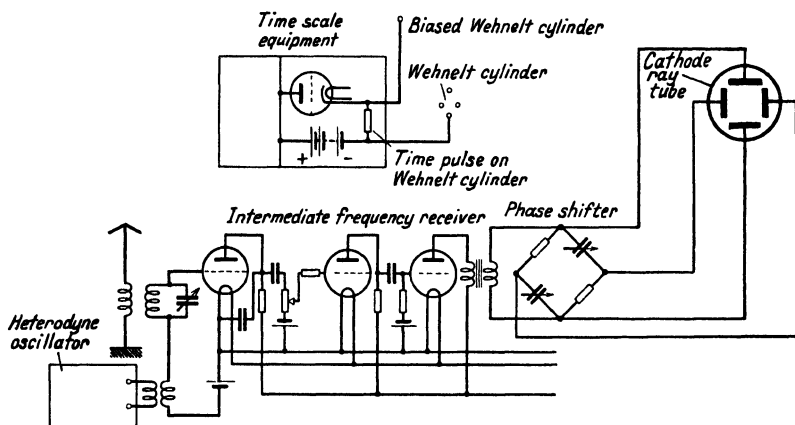 Time scale
equipment
Biased Wehnelt cylinder
Wehnelt cylinder
Cathode
ray
tube
+ -
Time pulse on
Wehnelt cylinder
Intermediate frequency receiver
Phase shifter
Heterodyne
oscillator